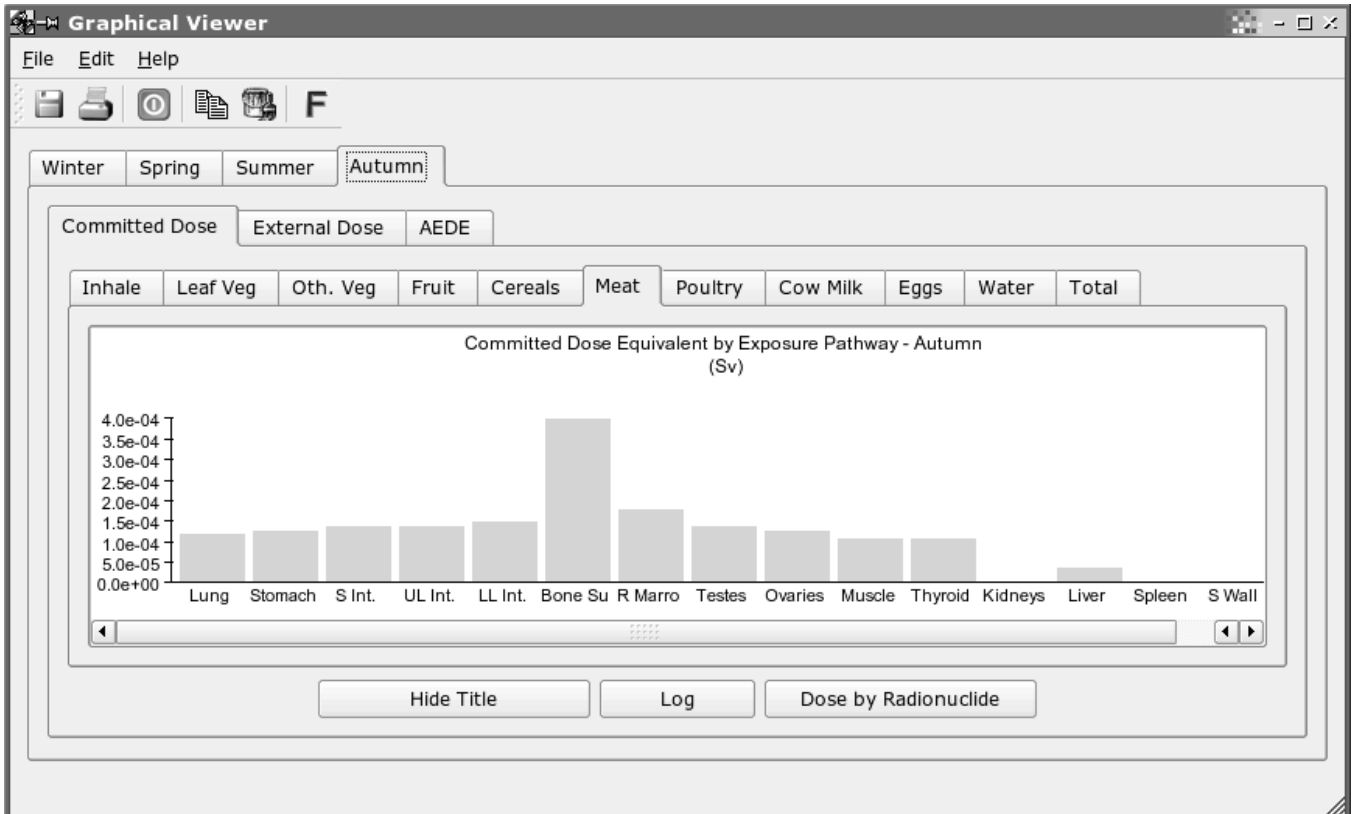 Graphical Viewer
File Edit Help
F
Winter Spring Summer Autumn
Committed Dose External Dose AEDE
Inhale Leaf Veg Oth. Veg Fruit Cereals Meat Poultry Cow Milk Eggs Water Total
Committed Dose Equivalent by Exposure Pathway - Autumn
(Sv)
4.0e-04
3.5e-04
3.0e-04
2.5e-04
2.0e-04
1.5e-04
1.0e-04
5.0e-05
0.0e+00
Lung Stomach S Int. UL Int. LL Int. Bone Su R Marro Testes Ovaries Muscle Thyroid Kidneys Liver Spleen S Wall
Hide Title Log Dose by Radionuclide